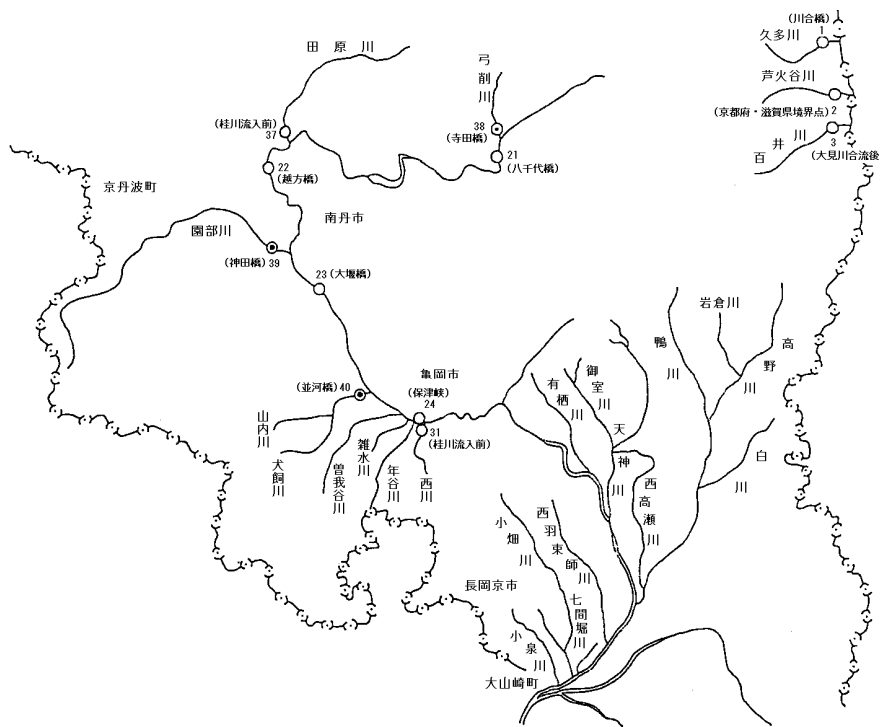 (川合橋)
1
久多川
芦火谷川
(京都府・滋賀県境界点)
2
百井川
3
(大見川合流後
田原川
弓削川
(桂川流入前)
37
38
(寺田橋)
21
(八千代橋)
22
(越方橋)
京丹波町
南丹市
園部川
(神田橋)
39
23
(大堰橋)
亀岡市
(並河橋)
40
(保津峡)
24
31
(桂川流入前)
山内川
犬飼川
曽我谷川
雑水川
年谷川
西川
有栖川
御室川
天神川
西高瀬川
鴨川
岩倉川
高野川
白川
小畑川
西羽束師川
七間堀川
長岡京市
小泉川
大山崎町